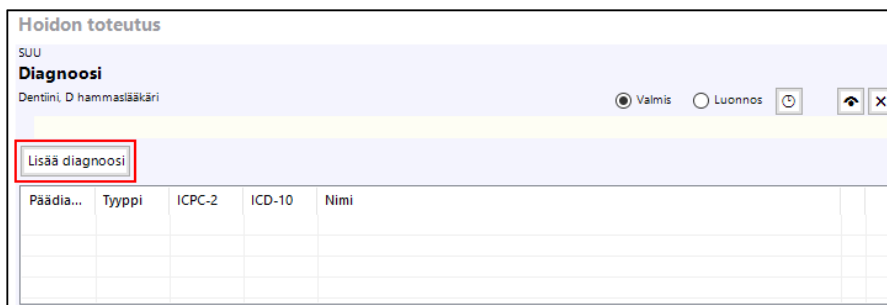 Hoidon toteutus
SUU
Diagnoosi
Dentiini, D hammaslääkäri
Valmis Luonnos
Lisää diagnoosi
Päädia... Tyyppi ICPC-2 ICD-10 Nimi